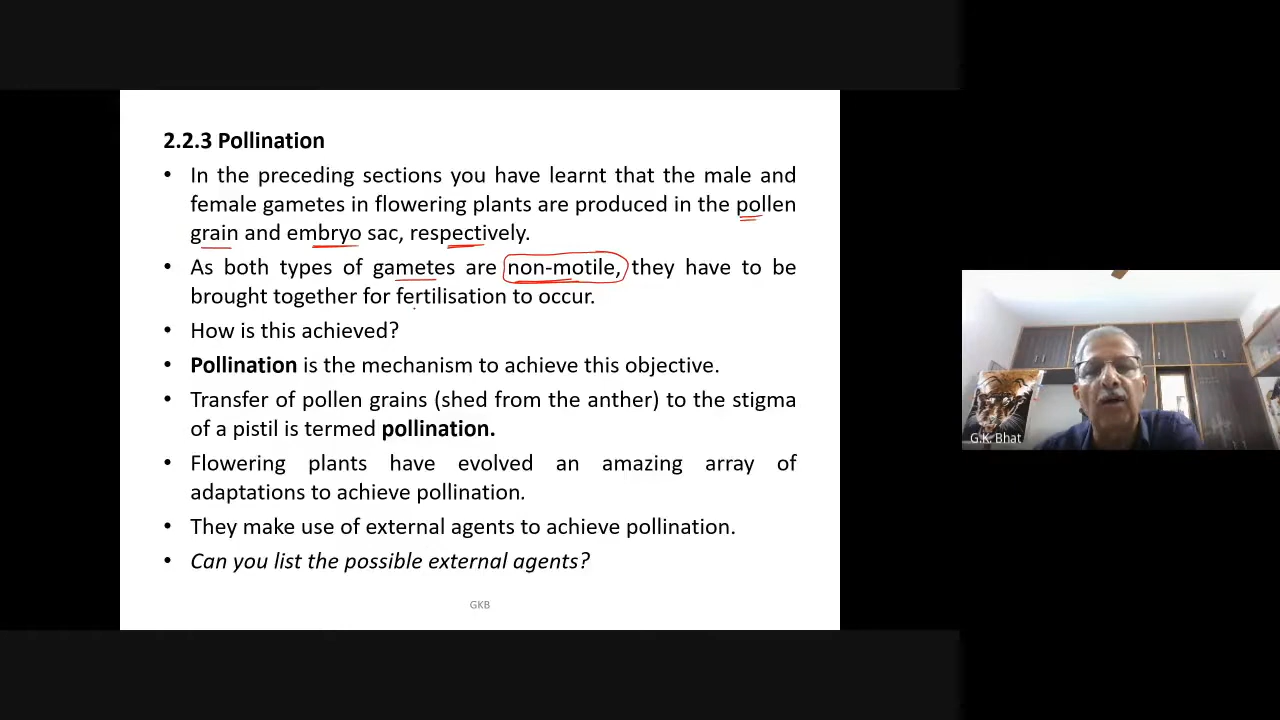 2.2.3 Pollination
• In the preceding sections you have learnt that the male and
female gametes in flowering plants are produced in the pollen
grain and embryo sac, respectively.
• As both types of gametes are non-motile, they have to be
brought together for fertilisation to occur.
• How is this achieved?
• Pollination is the mechanism to achieve this objective.
• Transfer of pollen grains (shed from the anther) to the stigma
of a pistil is termed pollination.
• Flowering plants have evolved an amazing array of
adaptations to achieve pollination.
• They make use of external agents to achieve pollination.
• Can you list the possible external agents?
GKB
G.K. Bhat